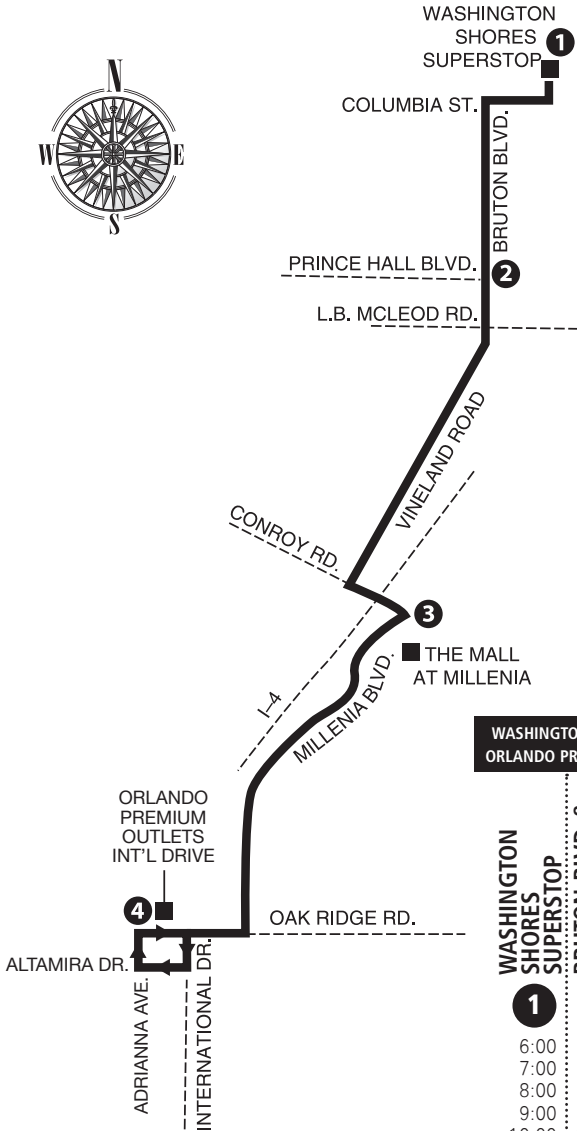 WASHINGTON
SHORES
SUPERSTOP
1
COLUMBIA ST.
BRUTON BLVD.
N
W
E
S
PRINCE HALL BLVD.
2
L.B. MCLEOD RD.
VINELAND ROAD
CONROY RD.
3
THE MALL
AT MILLENIA
I-4
MILLENIA BLVD.
ORLANDO
PREMIUM
OUTLETS
INT'L DRIVE
4
OAK RIDGE RD.
ALTAMIRA DR.
ADRIANNA AVE.
INTERNATIONAL DR.
WASHINGTO
ORLANDO PR
WASHINGTON
SHORES
SUPERSTOP
1
6:00
7:00
8:00
9:00